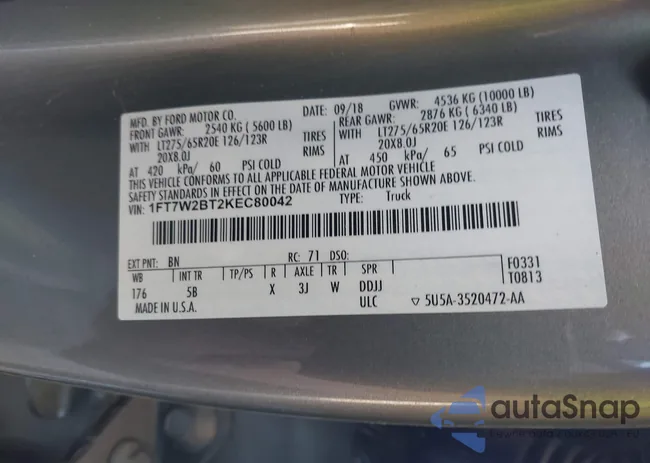 MFD. BY FORD MOTOR CO. DATE: 09/18 GVWR: 4536 KG (10000 LB)
FRONT GAWR: 2540 KG (5600 LB) REAR GAWR: 2876 KG (6340 LB)
WITH LT275/65R20E 126/123R TIRES WITH LT275/65R20E 126/123R TIRES
20X8.0J RIMS 20X8.0J RIMS
AT 420 kPa/ 60 PSI COLD AT 450 kPa/ 65 PSI COLD
THIS VEHICLE CONFORMS TO ALL APPLICABLE FEDERAL MOTOR VEHICLE
SAFETY STANDARDS IN EFFECT ON THE DATE OF MANUFACTURE SHOWN ABOVE.
VIN: 1FT7W2BT2KEC80042 TYPE: Truck
EXT PNT: BN RC: 71 DSO: F0331
WB INT TR TP/PS R AXLE TR SPR T0813
176 5B X 3J W DDJJ
MADE IN U.S.A. ULC ▽ 5U5A-3520472-AA
autoSnap